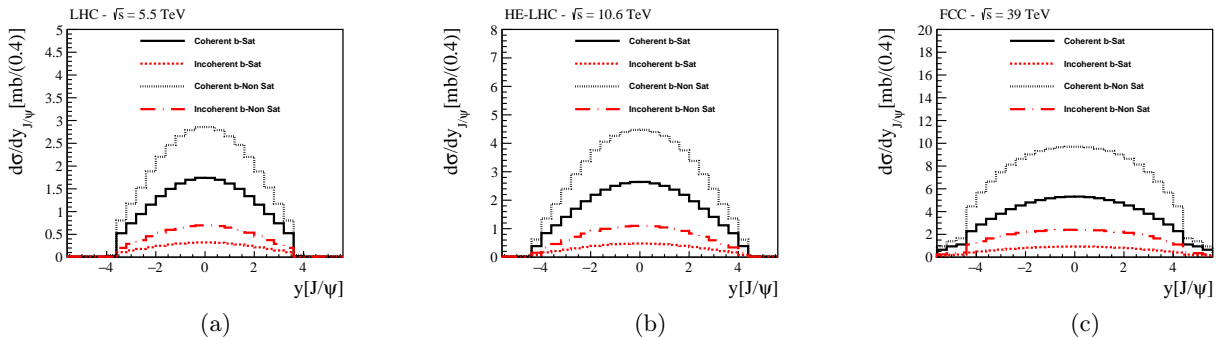 LHC - √s = 5.5 TeV
dσ/dy_{J/ψ}[mb/(0.4)]
5
4.5
4
3.5
3
2.5
2
1.5
1
0.5
0
Coherent b-Sat
Incoherent b-Sat
Coherent b-Non Sat
Incoherent b-Non Sat
−4 −2 0 2 4
y[J/ψ]
(a)
HE-LHC - √s = 10.6 TeV
dσ/dy_{J/ψ}[mb/(0.4)]
8
7
6
5
4
3
2
1
0
Coherent b-Sat
Incoherent b-Sat
Coherent b-Non Sat
Incoherent b-Non Sat
−4 −2 0 2 4
y[J/ψ]
(b)
FCC - √s = 39 TeV
dσ/dy_{J/ψ}[mb/(0.4)]
20
18
16
14
12
10
8
6
4
2
0
Coherent b-Sat
Incoherent b-Sat
Coherent b-Non Sat
Incoherent b-Non Sat
−4 −2 0 2 4
y[J/ψ]
(c)